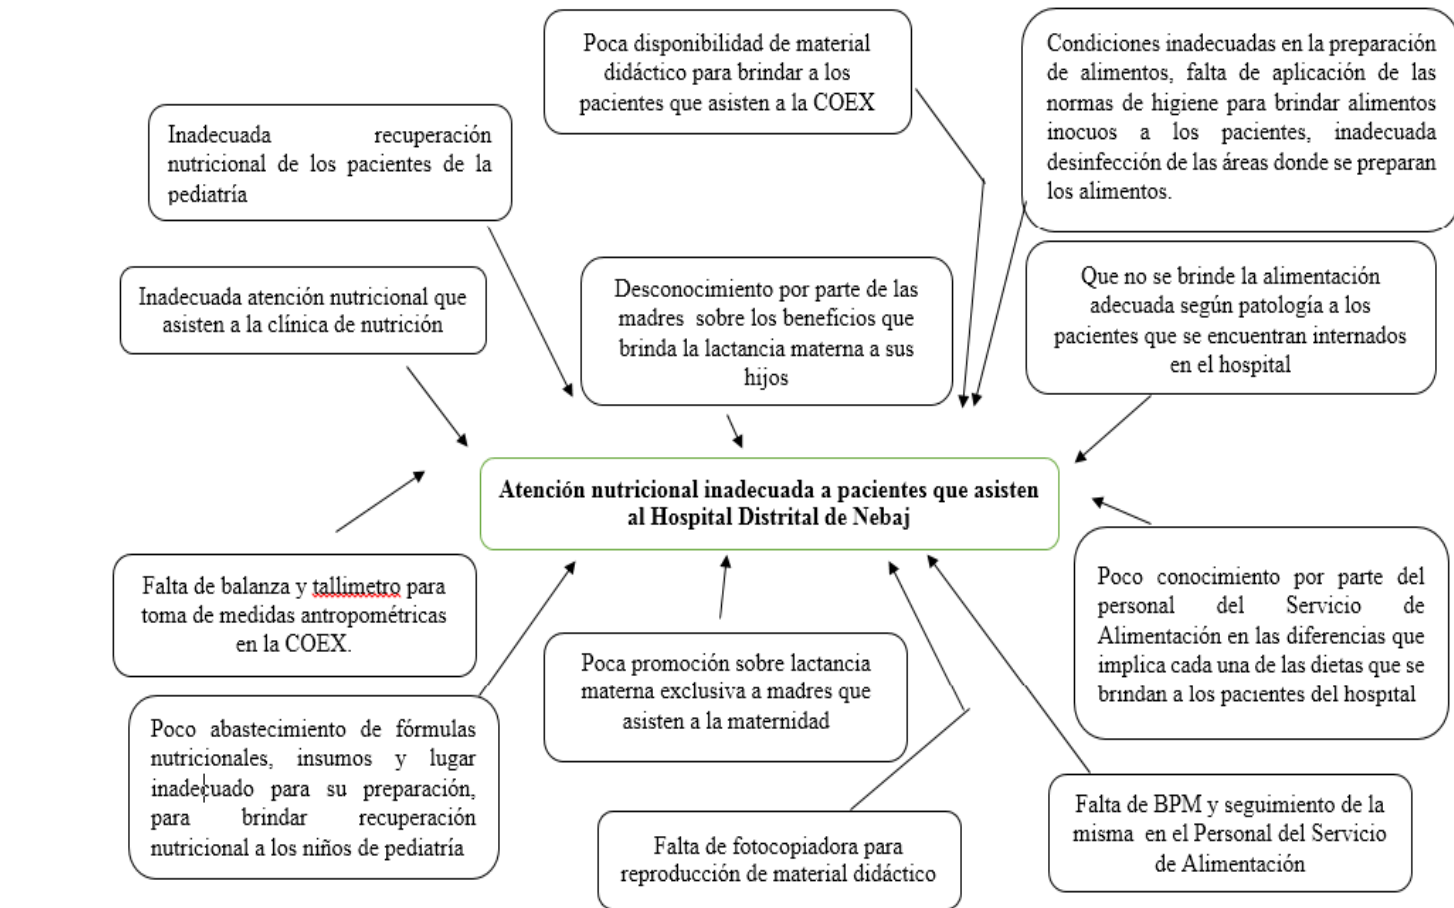 Poca disponibilidad de material
didáctico para brindar a los
pacientes que asisten a la COEX
Condiciones inadecuadas en la preparación
de alimentos, falta de aplicación de las
normas de higiene para brindar alimentos
inocuos a los pacientes, inadecuada
desinfección de las áreas donde se preparan
los alimentos.
Inadecuada recuperación
nutricional de los pacientes de la
pediatría
Inadecuada atención nutricional que
asisten a la clínica de nutrición
Desconocimiento por parte de las
madres sobre los beneficios que
brinda la lactancia materna a sus
hijos
Que no se brinde la alimentación
adecuada según patología a los
pacientes que se encuentran internados
en el hospital
Atención nutricional inadecuada a pacientes que asisten
al Hospital Distrital de Nebaj
Falta de balanza y tallimetro para
toma de medidas antropométricas
en la COEX.
Poca promoción sobre lactancia
materna exclusiva a madres que
asisten a la maternidad
Poco conocimiento por parte del
personal del Servicio de
Alimentación en las diferencias que
implica cada una de las dietas que se
brindan a los pacientes del hospital
Poco abastecimiento de fórmulas
nutricionales, insumos y lugar
inadecuado para su preparación,
para brindar recuperación
nutricional a los niños de pediatría
Falta de fotocopiadora para
reproducción de material didáctico
Falta de BPM y seguimiento de la
misma en el Personal del Servicio
de Alimentación